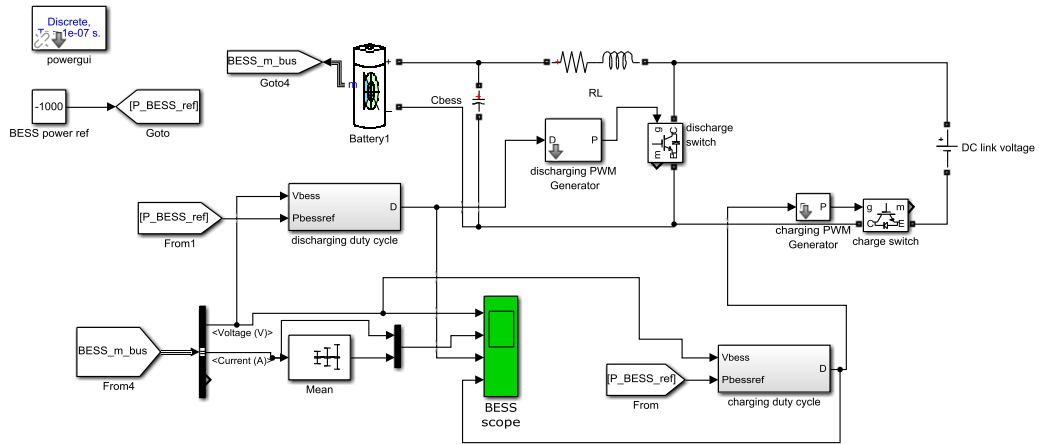 Discrete,
1e-07 s.
powergui
BESS_m_bus
Goto4
-1000
BESS power ref
[P_BESS_ref]
Goto
m
+
-
Battery1
Cbess
+
+
RL
D
P
discharging PWM
Generator
g
C
m
E
discharge
switch
+
DC link voltage
[P_BESS_ref]
From1
Vbess
Pbessref
D
discharging duty cycle
P
charging PWM
Generator
g
m
C
E
charge switch
BESS_m_bus
From4
<Voltage (V)>
<Current (A)>
Mean
BESS
scope
[P_BESS_ref]
From
Vbess
Pbessref
D
charging duty cycle